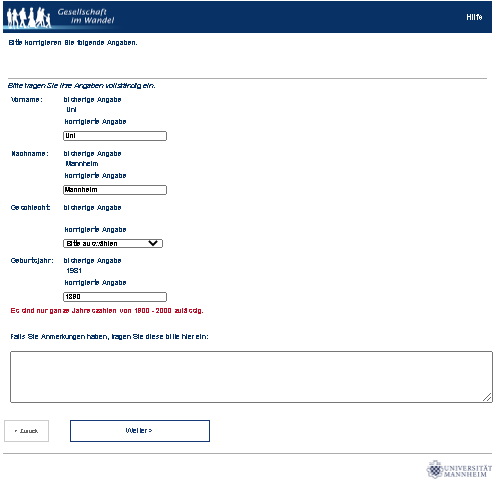 Gesellschaft
im Wandel
Hilfe
Bitte korrigieren Sie folgende Angaben.
Bitte tragen Sie Ihre Angaben vollständig ein.
Vorname: bisherige Angabe
Uni
korrigierte Angabe
Uni
Nachname: bisherige Angabe
Mannheim
korrigierte Angabe
Mannheim
Geschlecht: bisherige Angabe
korrigierte Angabe
Bitte auswählen
Geburtsjahr: bisherige Angabe
1981
korrigierte Angabe
1890
Es sind nur ganze Jahreszahlen von 1900 - 2000 zulässig.
Falls Sie Anmerkungen haben, tragen Sie diese bitte hier ein:
< Zurück
Weiter >
UNIVERSITÄT
MANNHEIM